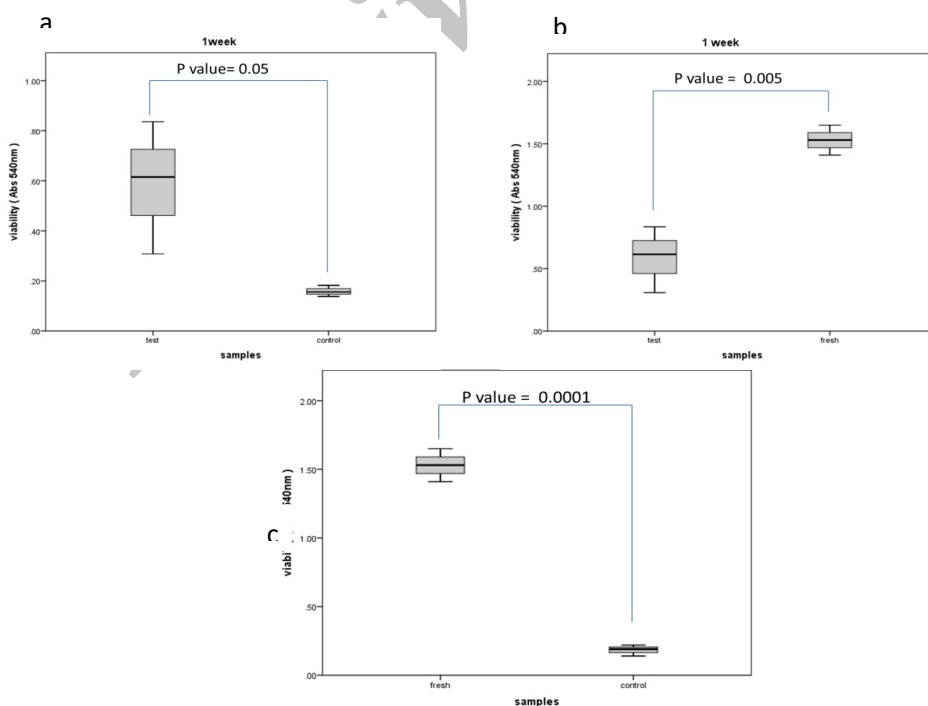 a
1week
P value= 0.05
1.00
.80
.60
.40
.20
.00
viability ( Abs 540nm )
test
control
samples
b
1 week
P value = 0.005
2.00
1.50
1.00
.50
.00
viability ( Abs 540nm )
test
fresh
samples
c
P value = 0.0001
2.00
1.50
1.00
.50
.00
viabi
40nm )
fresh
control
samples